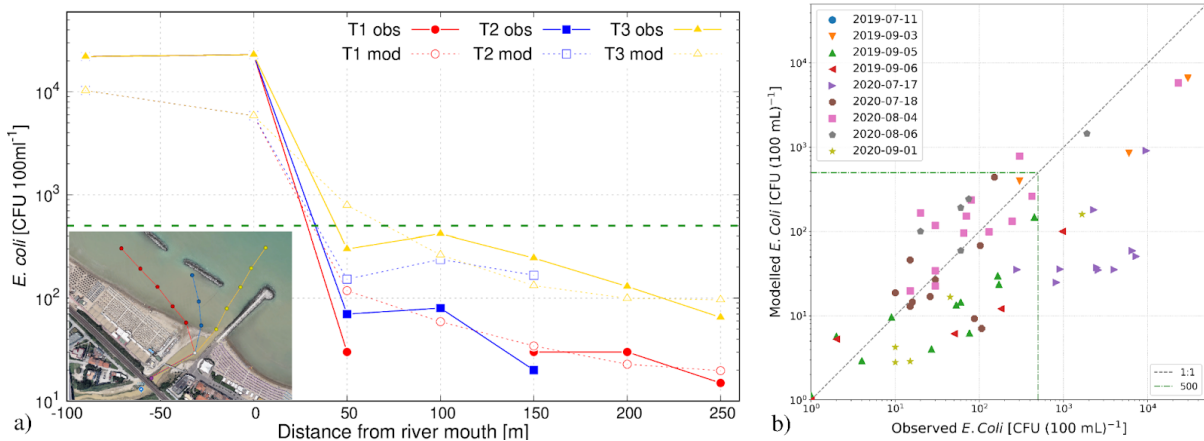 T1 obs T2 obs T3 obs
T1 mod T2 mod T3 mod
10⁴
10³
10²
10¹
E. coli [CFU 100ml⁻¹]
-100 -50 0 50 100 150 200 250
Distance from river mouth [m]
a)
2019-07-11
2019-09-03
2019-09-05
2019-09-06
2020-07-17
2020-07-18
2020-08-04
2020-08-06
2020-09-01
10⁴
10³
10²
10¹
10⁰
Modelled E. Coli [CFU (100 mL)⁻¹]
1:1
500
10⁰ 10¹ 10² 10³ 10⁴
Observed E. Coli [CFU (100 mL)⁻¹]
b)